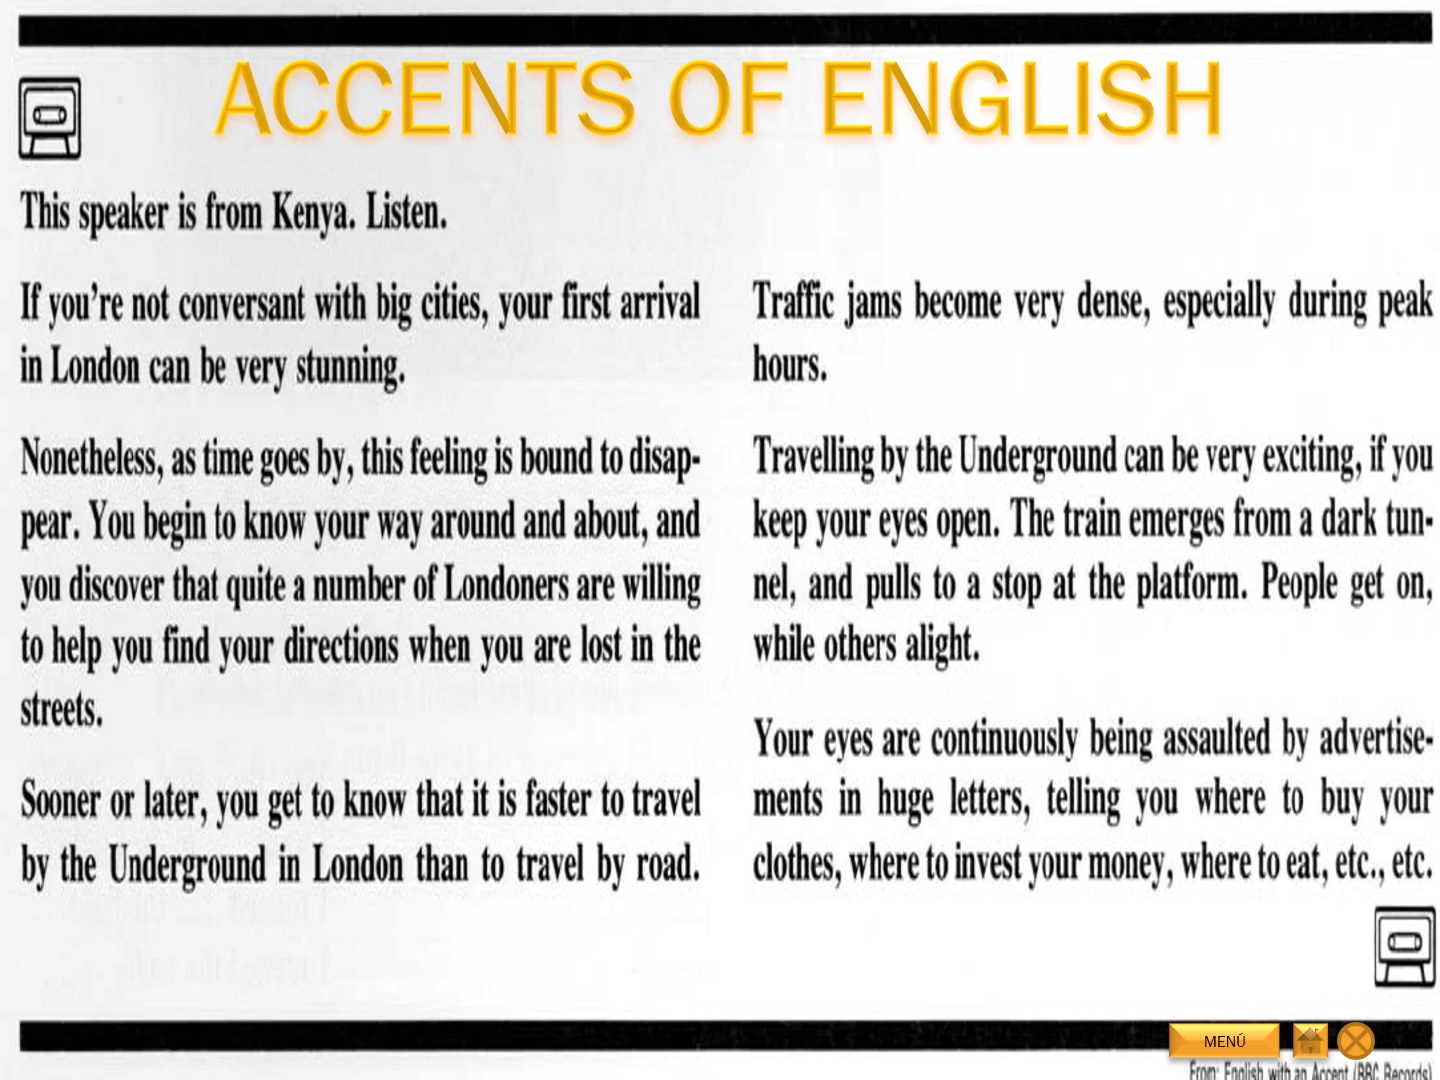 ACCENTS OF ENGLISH
This speaker is from Kenya. Listen.
If you're not conversant with big cities, your first arrival
in London can be very stunning.
Nonetheless, as time goes by, this feeling is bound to disap-
pear. You begin to know your way around and about, and
you discover that quite a number of Londoners are willing
to help you find your directions when you are lost in the
streets.
Sooner or later, you get to know that it is faster to travel
by the Underground in London than to travel by road.
Traffic jams become very dense, especially during peak
hours.
Travelling by the Underground can be very exciting, if you
keep your eyes open. The train emerges from a dark tun-
nel, and pulls to a stop at the platform. People get on,
while others alight.
Your eyes are continuously being assaulted by advertise-
ments in huge letters, telling you where to buy your
clothes, where to invest your money, where to eat, etc., etc.
MENÚ
From: English with an Accent (BBC Records)